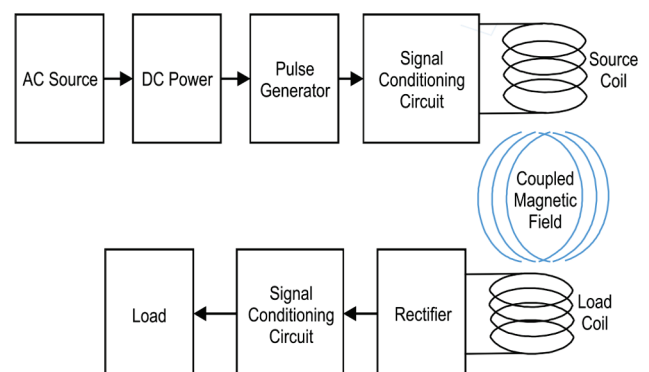 AC Source
DC Power
Pulse
Generator
Signal
Conditioning
Circuit
Source
Coil
Coupled
Magnetic
Field
Load
Signal
Conditioning
Circuit
Rectifier
Load
Coil